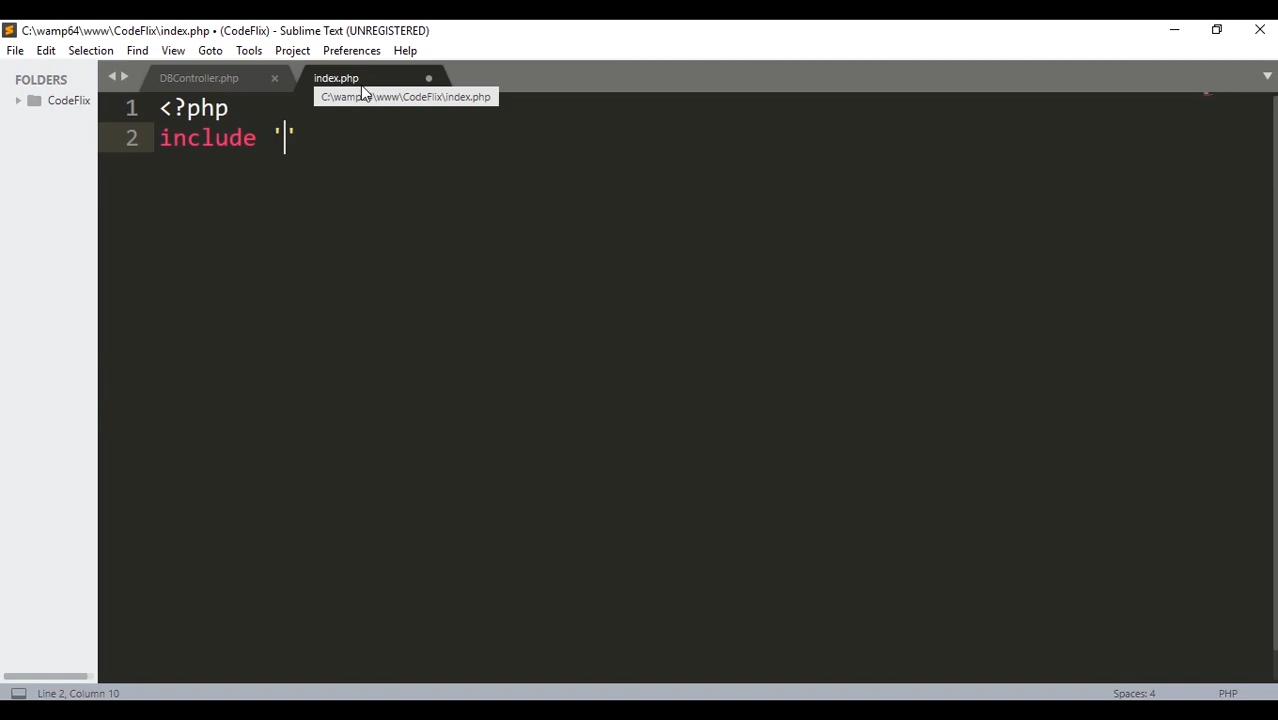 C:\wamp64\www\CodeFlix\index.php • (CodeFlix) - Sublime Text (UNREGISTERED)
File Edit Selection Find View Goto Tools Project Preferences Help
FOLDERS
CodeFlix
DBController.php × index.php
C:\wamp64\www\CodeFlix\index.php
1 <?php
2 include ''
Line 2, Column 10
Spaces: 4
PHP